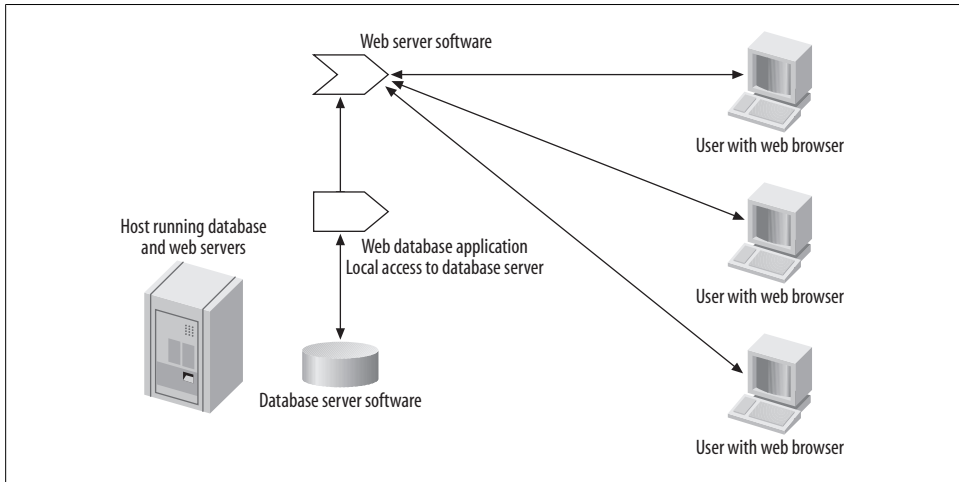 Web server software
User with web browser
Host running database
and web servers
Web database application
Local access to database server
User with web browser
Database server software
User with web browser